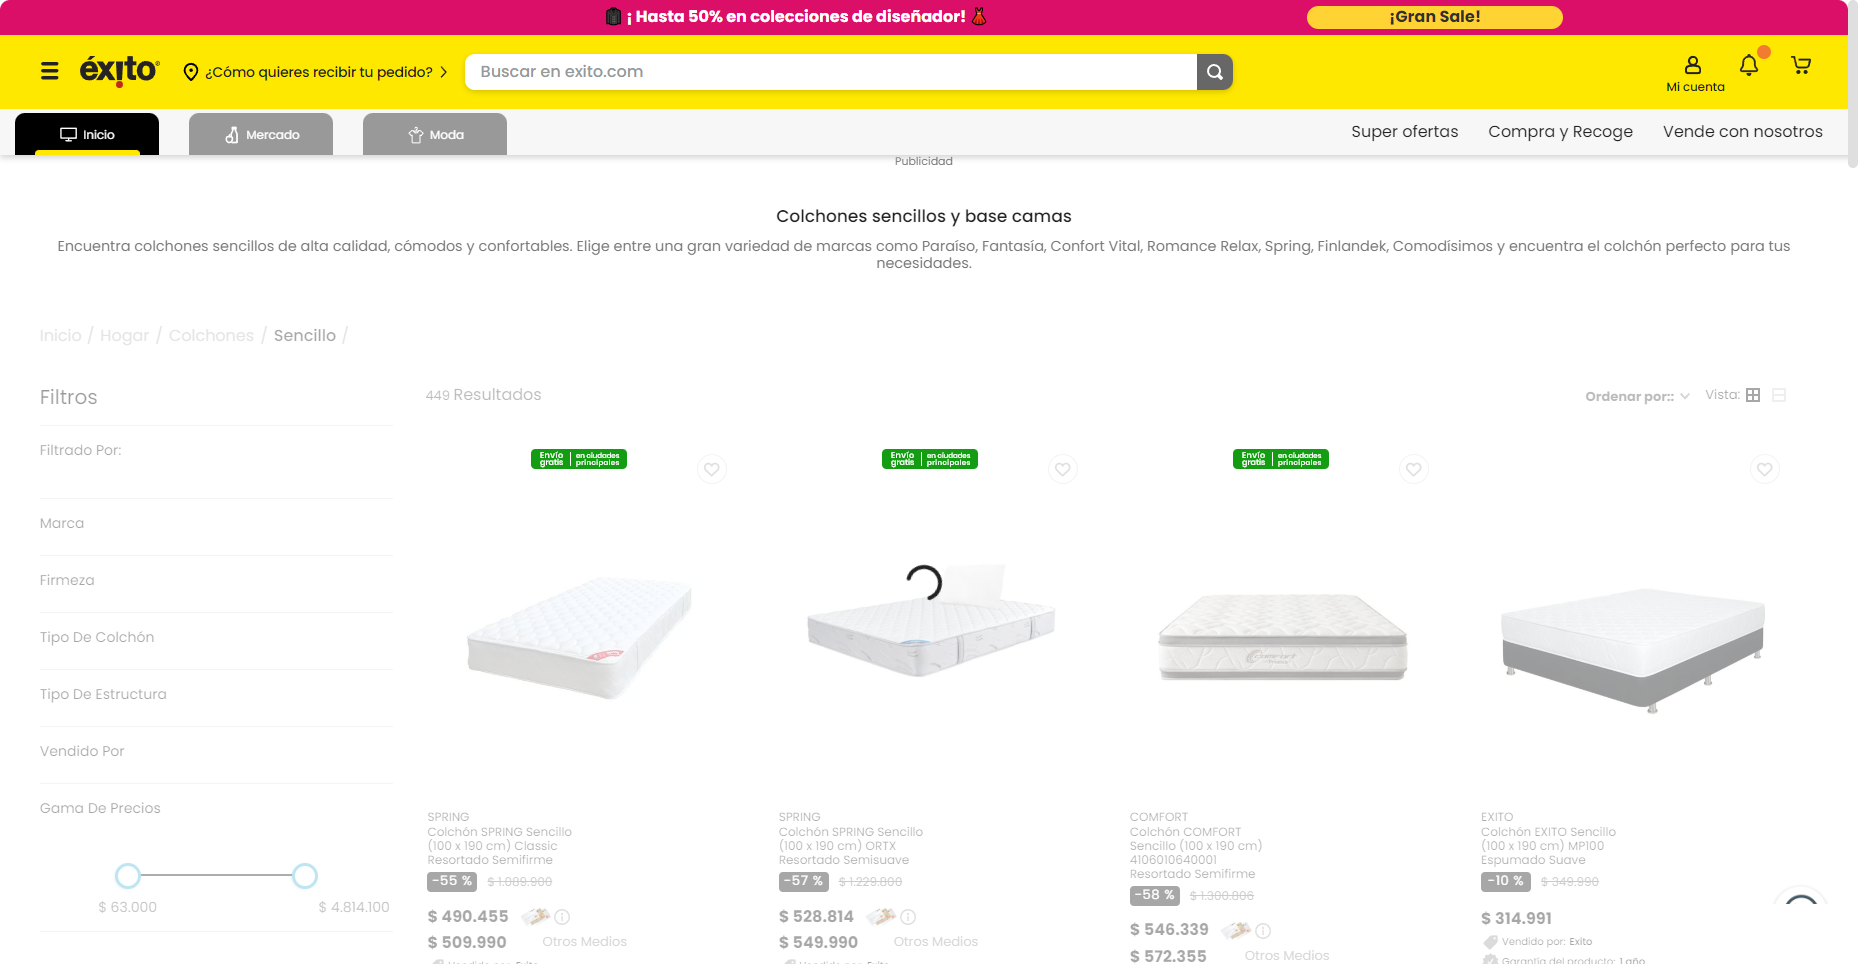 ¡ Hasta 50% en colecciones de diseñador!
¡Gran Sale!
éxito
¿Cómo quieres recibir tu pedido?
Buscar en exito.com
Mi cuenta
Inicio
Mercado
Moda
Super ofertas
Compra y Recoge
Vende con nosotros
Publicidad
Colchones sencillos y base camas
Encuentra colchones sencillos de alta calidad, cómodos y confortables. Elige entre una gran variedad de marcas como Paraíso, Fantasía, Confort Vital, Romance Relax, Spring, Finlandek, Comodísimos y encuentra el colchón perfecto para tus
necesidades.
Inicio / Hogar / Colchones / Sencillo /
Filtros
449 Resultados
Ordenar por::
Vista:
Filtrado Por:
Marca
Firmeza
Tipo De Colchón
Tipo De Estructura
Vendido Por
Gama De Precios
$ 63.000
$ 4.814.100
Envío gratis | en ciudades principales
SPRING
Colchón SPRING Sencillo
(100 x 190 cm) Classic
Resortado Semifirme
-55 % $ 1.089.900
$ 490.455
$ 509.990 Otros Medios
Vendido por: Exito
Envío gratis | en ciudades principales
SPRING
Colchón SPRING Sencillo
(100 x 190 cm) ORTX
Resortado Semisuave
-57 % $ 1.229.800
$ 528.814
$ 549.990 Otros Medios
Vendido por: Exito
Envío gratis | en ciudades principales
COMFORT
Colchón COMFORT
Sencillo (100 x 190 cm)
4106010640001
Resortado Semifirme
-58 % $ 1.300.806
$ 546.339
$ 572.355 Otros Medios
EXITO
Colchón EXITO Sencillo
(100 x 190 cm) MP100
Espumado Suave
-10 % $ 349.990
$ 314.991
Vendido por: Exito
Garantía del producto: 1 año